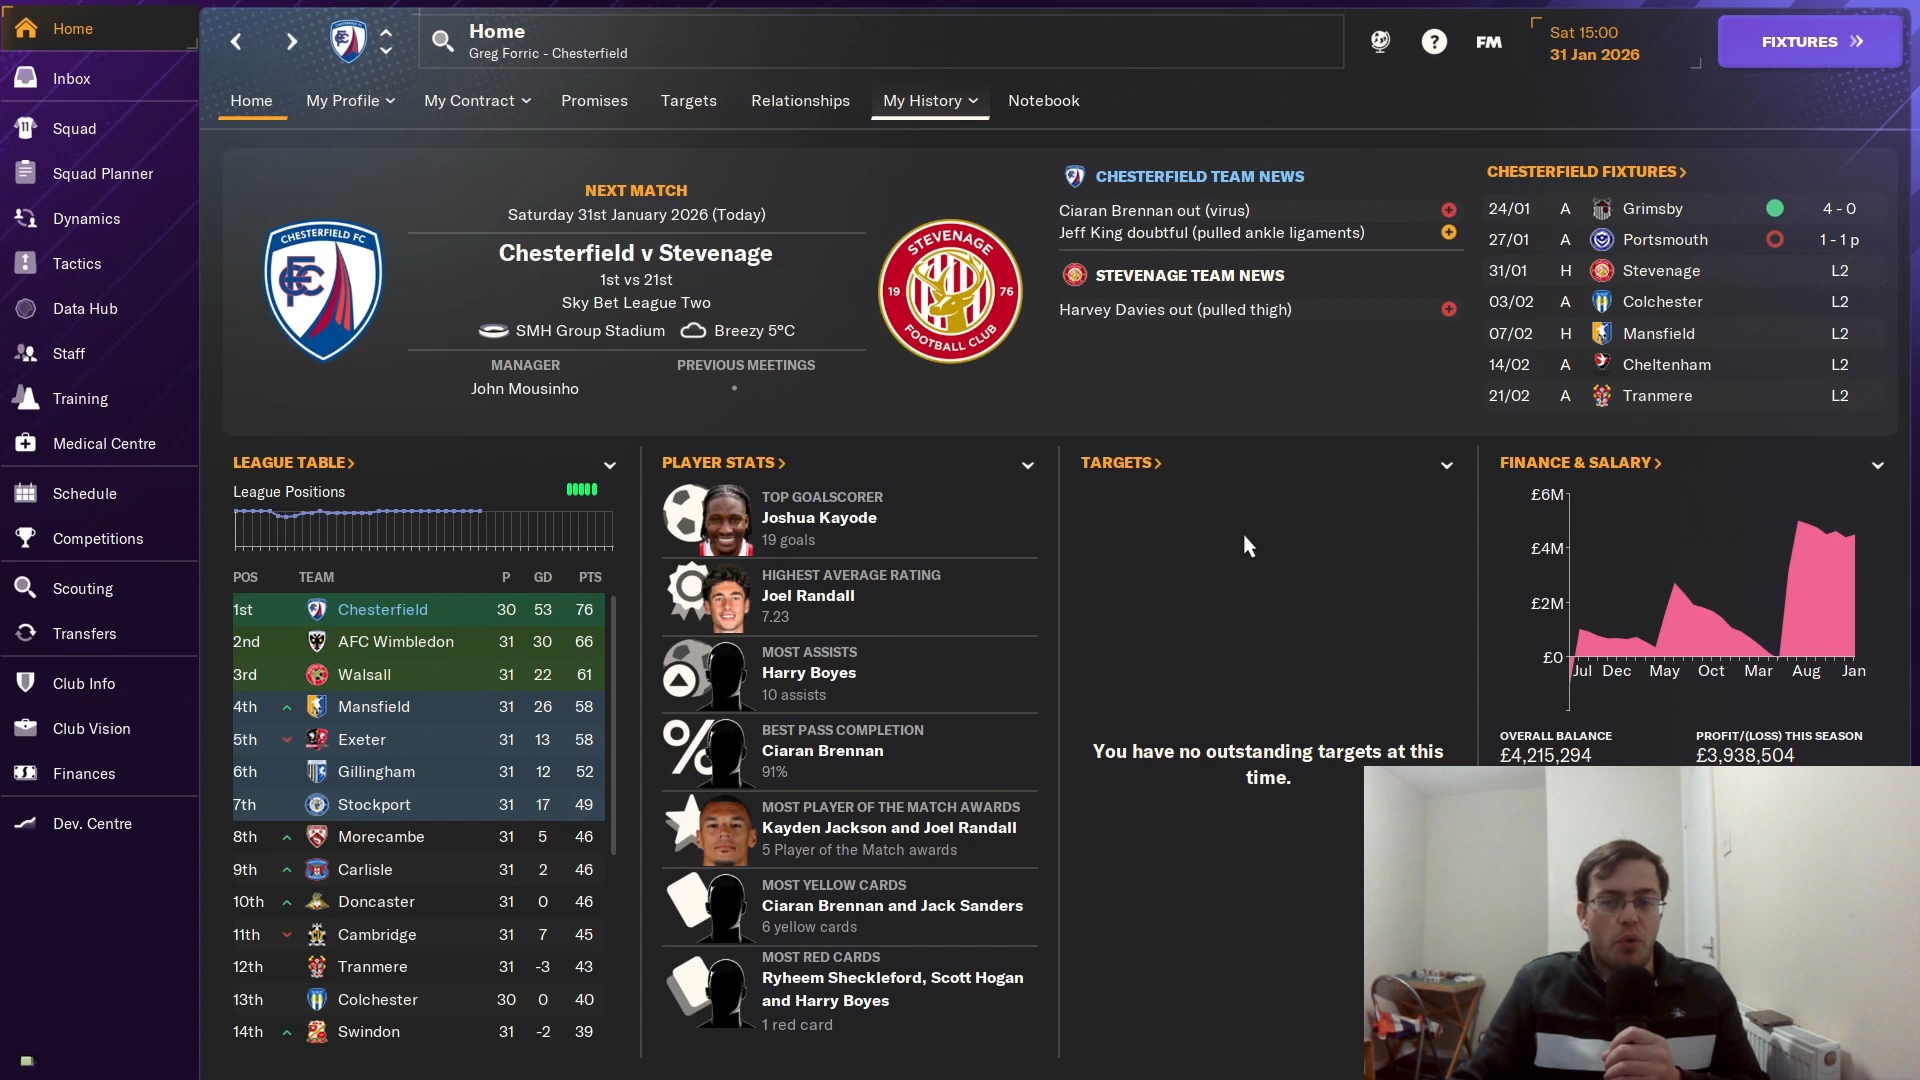 Home
Inbox
Squad
Squad Planner
Dynamics
Tactics
Data Hub
Staff
Training
Medical Centre
Schedule
Competitions
Scouting
Transfers
Club Info
Club Vision
Finances
Dev. Centre
Home
Greg Forric - Chesterfield
FM
Sat 15:00
31 Jan 2026
FIXTURES
Home My Profile My Contract Promises Targets Relationships My History Notebook
CHESTERFIELD FC
NEXT MATCH
Saturday 31st January 2026 (Today)
Chesterfield v Stevenage
1st vs 21st
Sky Bet League Two
SMH Group Stadium Breezy 5°C
MANAGER PREVIOUS MEETINGS
John Mousinho
STEVENAGE
19 76
FOOTBALL CLUB
CHESTERFIELD TEAM NEWS
Ciaran Brennan out (virus)
Jeff King doubtful (pulled ankle ligaments)
STEVENAGE TEAM NEWS
Harvey Davies out (pulled thigh)
CHESTERFIELD FIXTURES
24/01 A Grimsby 4 - 0
27/01 A Portsmouth 1 - 1 p
31/01 H Stevenage L2
03/02 A Colchester L2
07/02 H Mansfield L2
14/02 A Cheltenham L2
21/02 A Tranmere L2
LEAGUE TABLE
League Positions
POS TEAM P GD PTS
1st Chesterfield 30 53 76
2nd AFC Wimbledon 31 30 66
3rd Walsall 31 22 61
4th Mansfield 31 26 58
5th Exeter 31 13 58
6th Gillingham 31 12 52
7th Stockport 31 17 49
8th Morecambe 31 5 46
9th Carlisle 31 2 46
10th Doncaster 31 0 46
11th Cambridge 31 7 45
12th Tranmere 31 -3 43
13th Colchester 30 0 40
14th Swindon 31 -2 39
PLAYER STATS
TOP GOALSCORER
Joshua Kayode
19 goals
HIGHEST AVERAGE RATING
Joel Randall
7.23
MOST ASSISTS
Harry Boyes
10 assists
BEST PASS COMPLETION
Ciaran Brennan
91%
MOST PLAYER OF THE MATCH AWARDS
Kayden Jackson and Joel Randall
5 Player of the Match awards
MOST YELLOW CARDS
Ciaran Brennan and Jack Sanders
6 yellow cards
MOST RED CARDS
Ryheem Sheckleford, Scott Hogan
and Harry Boyes
1 red card
TARGETS
You have no outstanding targets at this
time.
FINANCE & SALARY
£6M
£4M
£2M
£0
Jul Dec May Oct Mar Aug Jan
OVERALL BALANCE PROFIT/(LOSS) THIS SEASON
£4,215,294 £3,938,504